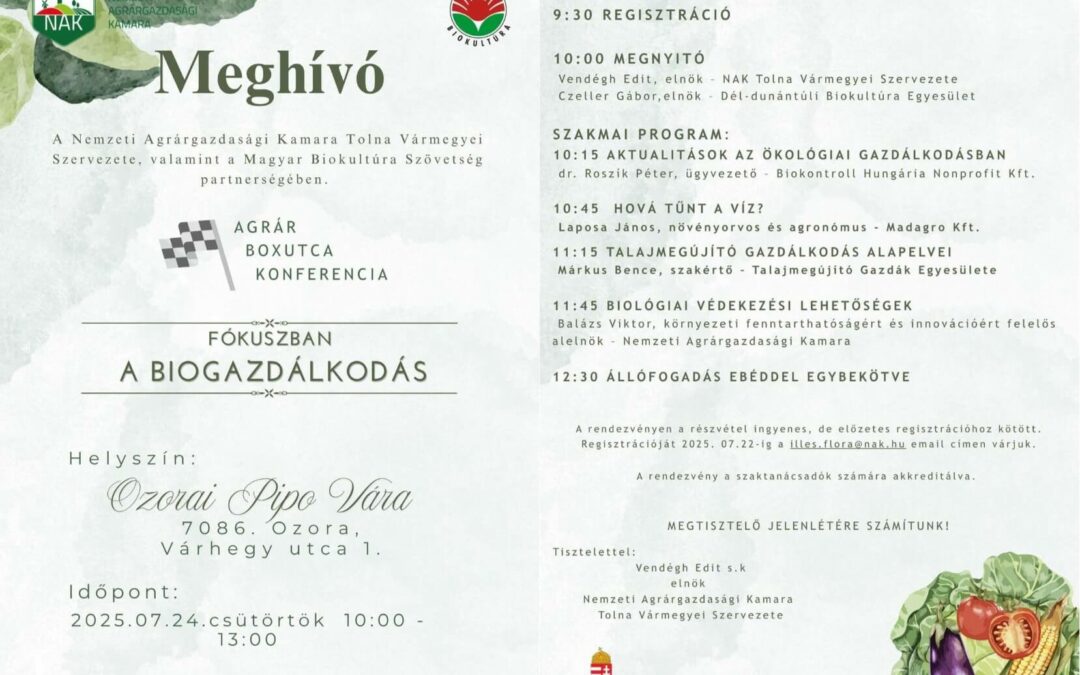 NAK
AGRÁRGAZDASÁGI
KAMARA
BIOKULTÚRA
Meghívó
A Nemzeti Agrárgazdasági Kamara Tolna Vármegyei
Szervezete, valamint a Magyar Biokultúra Szövetség
partnerségében.
AGRÁR
BOXUTCA
KONFERENCIA
FÓKUSZBAN
A BIOGAZDÁLKODÁS
Helyszín:
Ozorai Pipo Vára
7086. Ozora,
Várhegy utca 1.
Időpont:
2025.07.24.csütörtök 10:00 -
13:00
9:30 REGISZTRÁCIÓ
10:00 MEGNYITÓ
Vendégh Edit, elnök – NAK Tolna Vármegyei Szervezete
Czeller Gábor,elnök – Dél-dunántúli Biokultúra Egyesület
SZAKMAI PROGRAM:
10:15 AKTUALITÁSOK AZ ÖKOLÓGIAI GAZDÁLKODÁSBAN
dr. Roszík Péter, ügyvezető – Biokontroll Hungária Nonprofit Kft.
10:45 HOVÁ TŰNT A VÍZ?
Laposa János, növényorvos és agronómus - Madagro Kft.
11:15 TALAJMEGÚJÍTÓ GAZDÁLKODÁS ALAPELVEI
Márkus Bence, szakértő - Talajmegújító Gazdák Egyesülete
11:45 BIOLÓGIAI VÉDEKEZÉSI LEHETŐSÉGEK
Balázs Viktor, környezeti fenntarthatóságért és innovációért felelős
alelnök – Nemzeti Agrárgazdasági Kamara
12:30 ÁLLÓFOGADÁS EBÉDDEL EGYBEKÖTVE
A rendezvényen a részvétel ingyenes, de előzetes regisztrációhoz kötött.
Regisztrációját 2025. 07.22-ig a illes.flora@nak.hu email címen várjuk.
A rendezvény a szaktanácsadók számára akkreditálva.
MEGTISZTELŐ JELENLÉTÉRE SZÁMÍTUNK!
Tisztelettel:
Vendégh Edit s.k
elnök
Nemzeti Agrárgazdasági Kamara
Tolna Vármegyei Szervezete